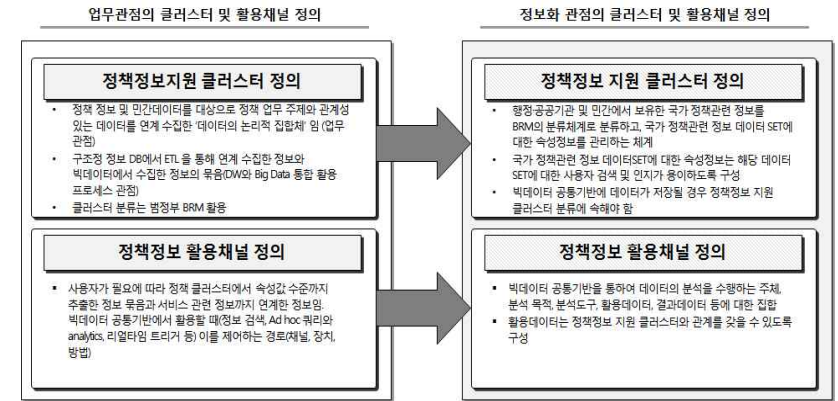 업무관점의 클러스터 및 활용채널 정의
정책정보지원 클러스터 정의
• 정책 정보 및 민간데이터를 대상으로 정책 업무 주제와 관계성
있는 데이터를 연계 수집한 '데이터의 논리적 집합체' 임 (업무
관점)
• 구조정 정보 DB에서 ETL 을 통해 연계 수집한 정보와
빅데이터에서 수집한 정보의 묶음(DW와 Big Data 통합 활용
프로세스 관점)
• 클러스터 분류는 범정부 BRM 활용
정책정보 활용채널 정의
▪ 사용자가 필요에 따라 정책 클러스터에서 속성값 수준까지
추출한 정보 묶음과 서비스 관련 정보까지 연계한 정보임.
빅데이터 공통기반에서 활용할 때(정보 검색, Ad hoc 쿼리와
analytics, 리얼타임 트리거 등) 이를 제어하는 경로(채널, 장치,
방법)
정보화 관점의 클러스터 및 활용채널 정의
정책정보 지원 클러스터 정의
• 행정·공공기관 및 민간에서 보유한 국가 정책관련 정보를
BRM의 분류체계로 분류하고, 국가 정책관련 정보 데이터 SET에
대한 속성정보를 관리하는 체계
• 국가 정책관련 정보 데이터SET에 대한 속성정보는 해당 데이터
SET에 대한 사용자 검색 및 인지가 용이하도록 구성
• 빅데이터 공통기반에 데이터가 저장될 경우 정책정보 지원
클러스터 분류에 속해야 함
정책정보 활용채널 정의
▪ 빅데이터 공통기반을 통하여 데이터의 분석을 수행하는 주체,
분석 목적, 분석도구, 활용데이터, 결과데이터 등에 대한 집합
▪ 활용데이터는 정책정보 지원 클러스터와 관계를 갖을 수 있도록
구성